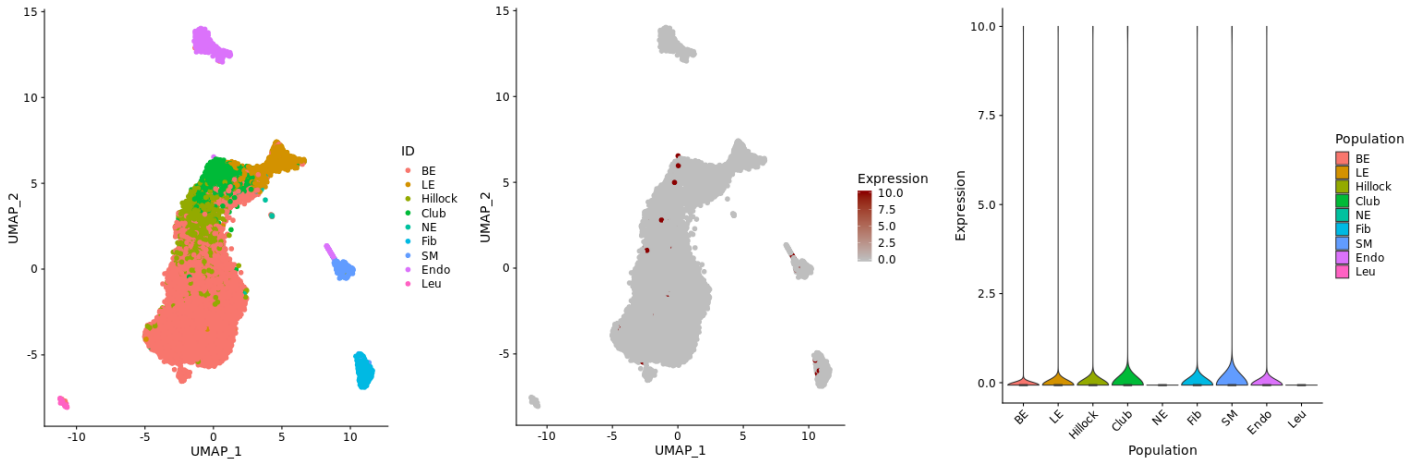 15
10
5
0
-5
UMAP_2
-10
-5
0
5
10
UMAP_1
ID
BE
LE
Hillock
Club
NE
Fib
SM
Endo
Leu
15
10
5
0
-5
UMAP_2
-10
-5
0
5
10
UMAP_1
Expression
10.0
7.5
5.0
2.5
0.0
10.0
7.5
5.0
2.5
0.0
Expression
BE
LE
Hillock
Club
NE
Fib
SM
Endo
Leu
Population
Population
BE
LE
Hillock
Club
NE
Fib
SM
Endo
Leu